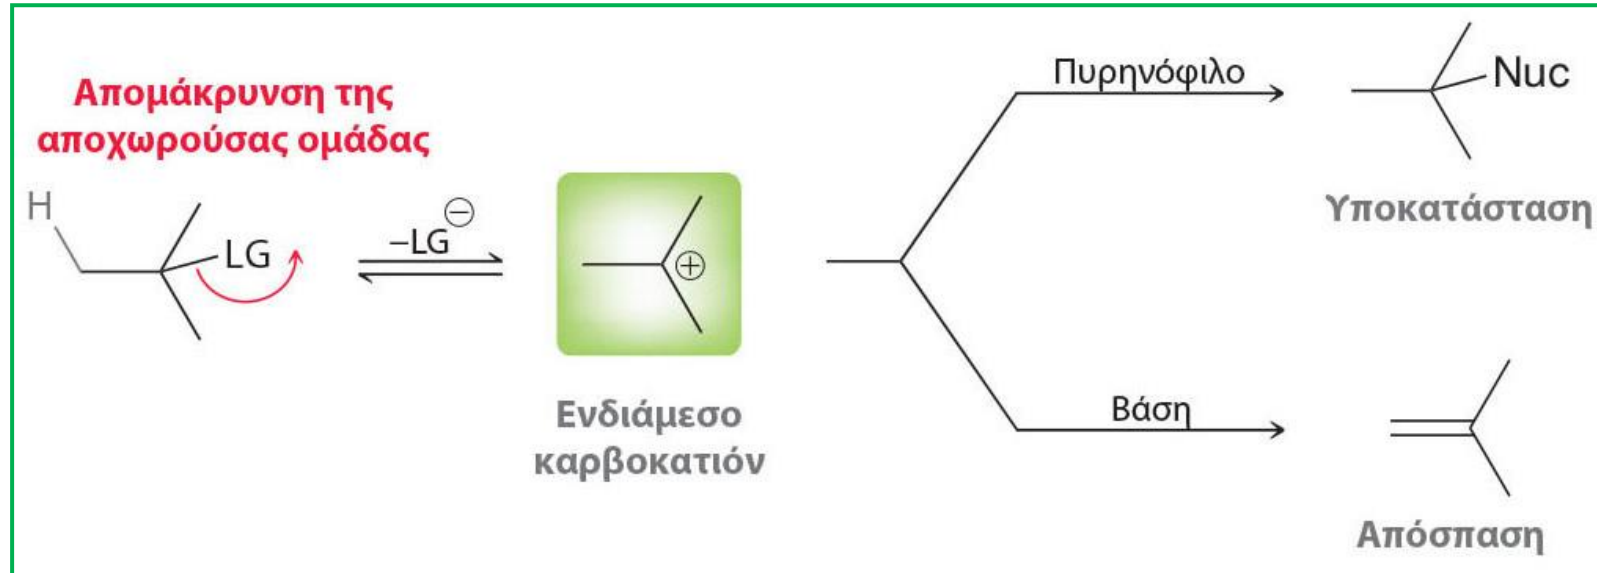 Απομάκρυνση της
αποχωρούσας ομάδας
H
LG
–LG⊖
⊕
Ενδιάμεσο
καρβοκατιόν
Πυρηνόφιλο
Nuc
Υποκατάσταση
Βάση
Απόσπαση